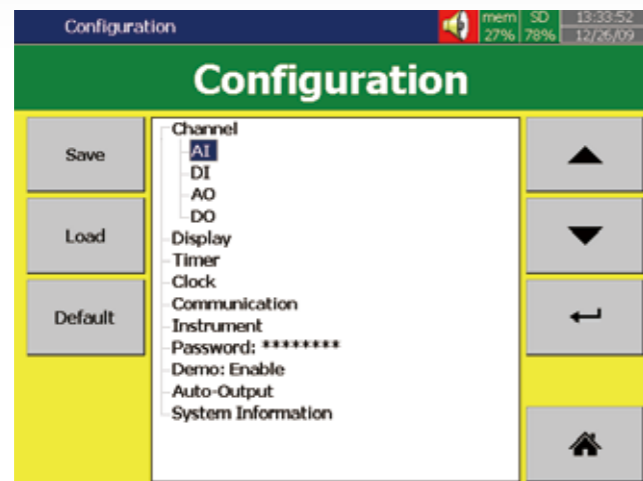 Configuration
mem SD 13:33:52
27% 78% 12/26/09
Configuration
Save
Load
Default
Channel
AI
DI
AO
DO
Display
Timer
Clock
Communication
Instrument
Password: ********
Demo: Enable
Auto-Output
System Information